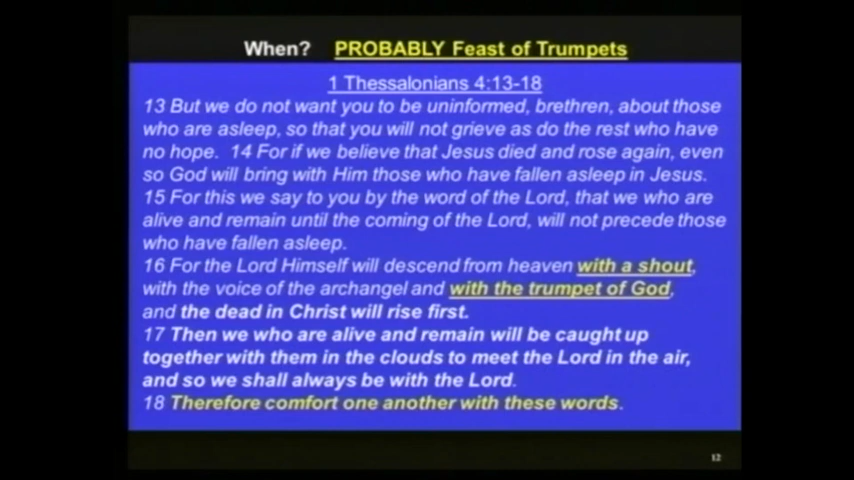 When? PROBABLY Feast of Trumpets
1 Thessalonians 4:13-18
13 But we do not want you to be uninformed, brethren, about those
who are asleep, so that you will not grieve as do the rest who have
no hope. 14 For if we believe that Jesus died and rose again, even
so God will bring with Him those who have fallen asleep in Jesus.
15 For this we say to you by the word of the Lord, that we who are
alive and remain until the coming of the Lord, will not precede those
who have fallen asleep.
16 For the Lord Himself will descend from heaven with a shout,
with the voice of the archangel and with the trumpet of God,
and the dead in Christ will rise first.
17 Then we who are alive and remain will be caught up
together with them in the clouds to meet the Lord in the air,
and so we shall always be with the Lord.
18 Therefore comfort one another with these words.
12